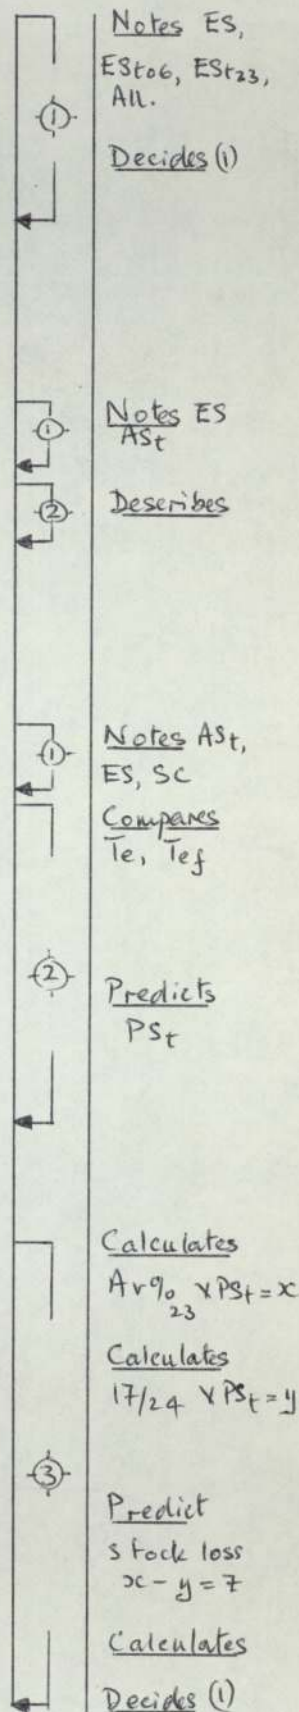 Notes ES,
ESt06, ESt23,
All.
1
Decides (1)
1
Notes ES
ASt
2
Describes
1
Notes ASt,
ES, SC
Compares
Te, Tef
2
Predicts
PSt
Calculates
Av%23 x PSt = x
Calculates
17/24 x PSt = y
3
Predict
stock loss
x - y = z
Calculates
Decides (1)